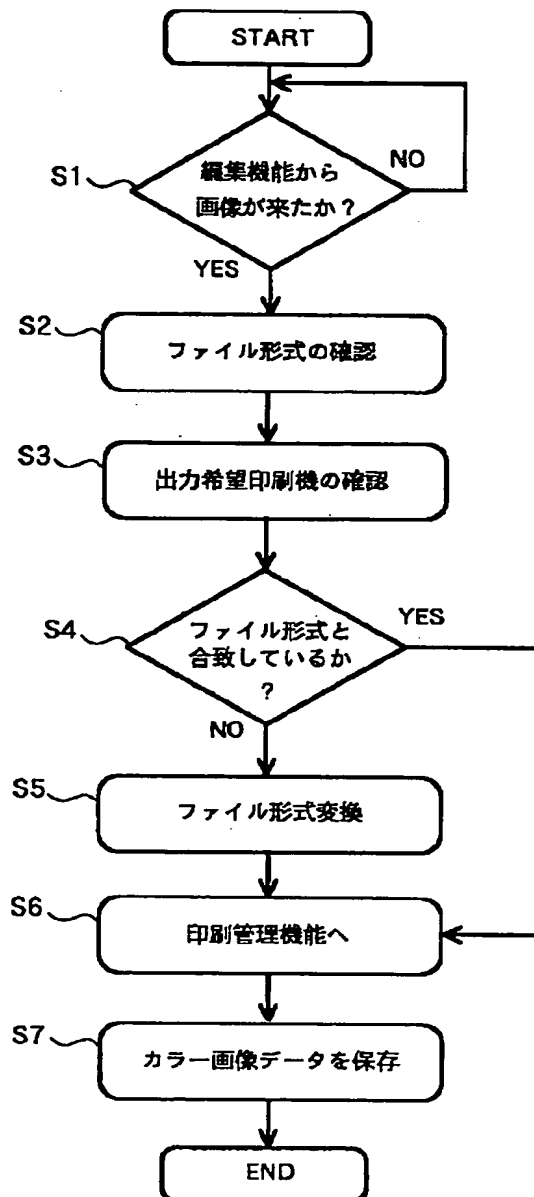 START
S1
編集機能から
画像が来たか？
NO
YES
S2
ファイル形式の確認
S3
出力希望印刷機の確認
S4
ファイル形式と
合致しているか
？
YES
NO
S5
ファイル形式変換
S6
印刷管理機能へ
S7
カラー画像データを保存
END